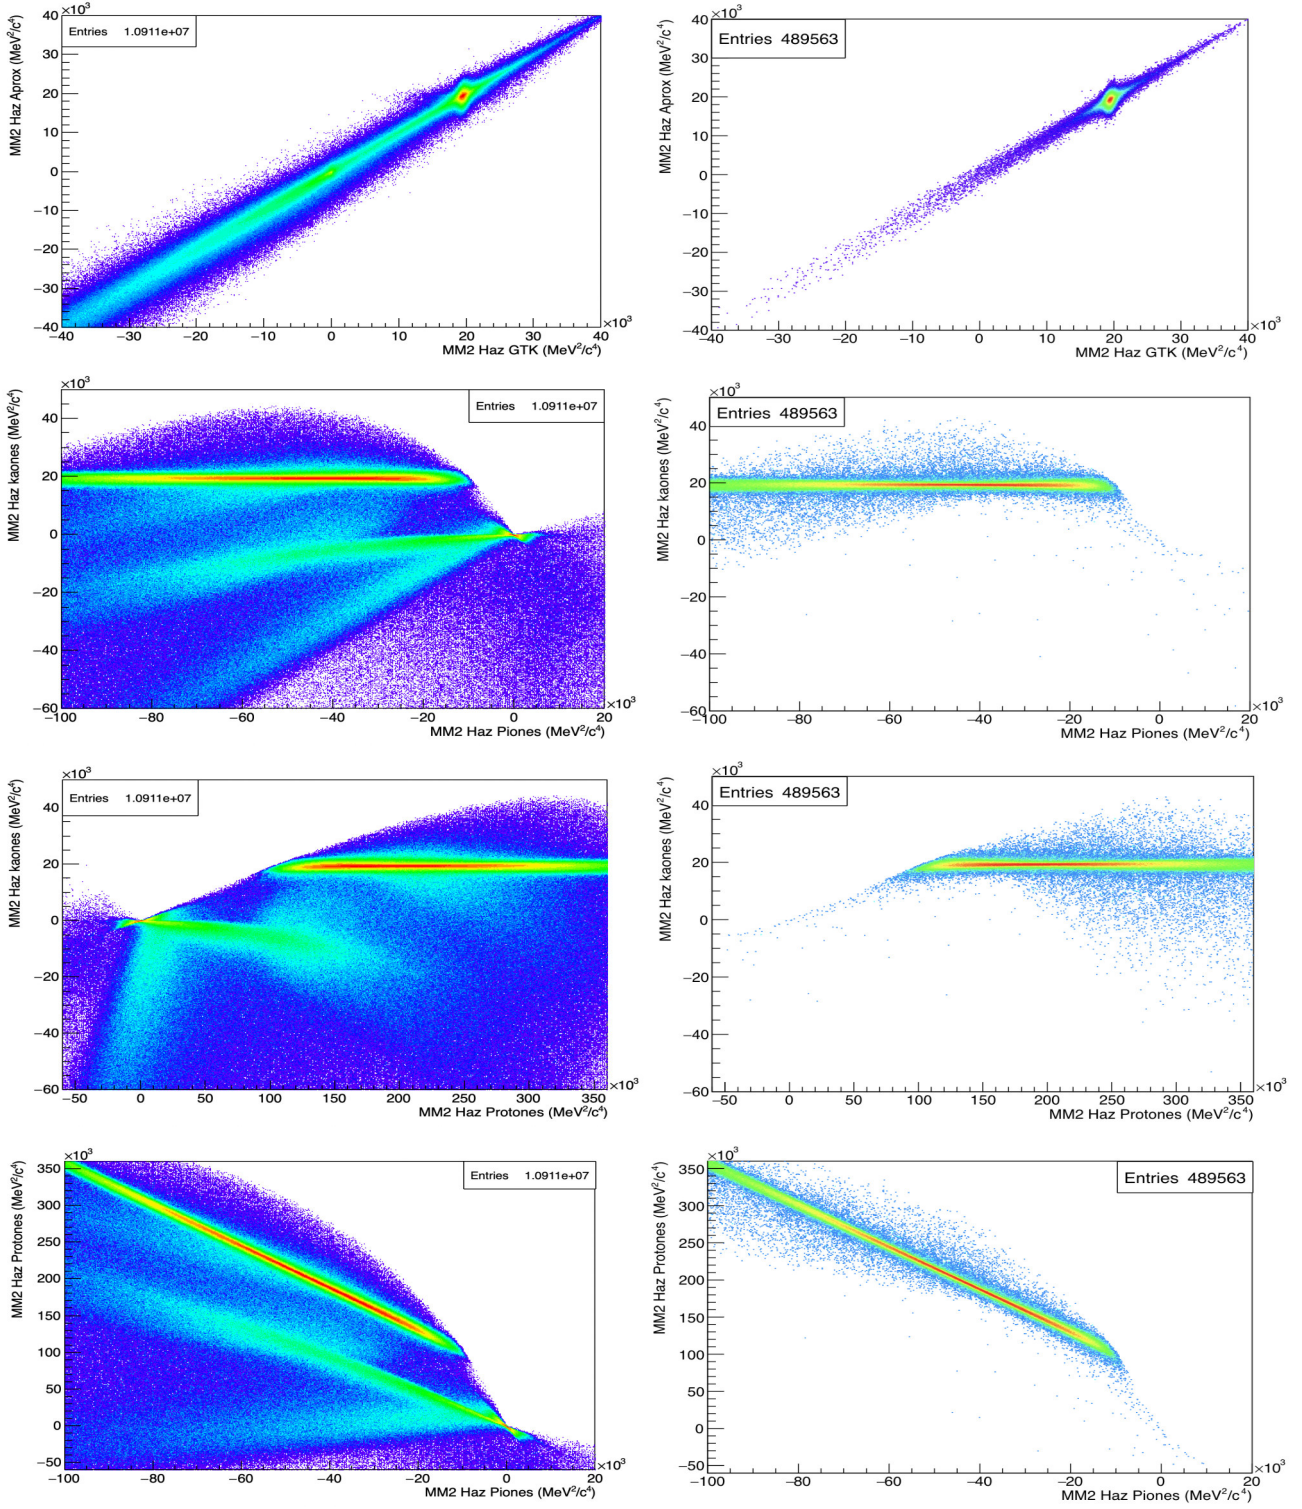 40 ×10³
Entries 1.0911e+07
MM2 Haz Aprox (MeV²/c⁴)
30
20
10
0
−10
−20
−30
−40
−40 −30 −20 −10 0 10 20 30 40 ×10³
MM2 Haz GTK (MeV²/c⁴)
40 ×10³
Entries 489563
MM2 Haz Aprox (MeV²/c⁴)
30
20
10
0
−10
−20
−30
−40
−40 −30 −20 −10 0 10 20 30 40 ×10³
MM2 Haz GTK (MeV²/c⁴)
×10³
Entries 1.0911e+07
MM2 Haz kaones (MeV²/c⁴)
40
20
0
−20
−40
−60
−100 −80 −60 −40 −20 0 20 ×10³
MM2 Haz Piones (MeV²/c⁴)
×10³
Entries 489563
MM2 Haz kaones (MeV²/c⁴)
40
20
0
−20
−40
−60
−100 −80 −60 −40 −20 0 20 ×10³
MM2 Haz Piones (MeV²/c⁴)
×10³
Entries 1.0911e+07
MM2 Haz kaones (MeV²/c⁴)
40
20
0
−20
−40
−60
−50 0 50 100 150 200 250 300 350 ×10³
MM2 Haz Protones (MeV²/c⁴)
×10³
Entries 489563
MM2 Haz kaones (MeV²/c⁴)
40
20
0
−20
−40
−60
−50 0 50 100 150 200 250 300 350 ×10³
MM2 Haz Protones (MeV²/c⁴)
×10³
Entries 1.0911e+07
MM2 Haz Protones (MeV²/c⁴)
350
300
250
200
150
100
50
0
−50
−100 −80 −60 −40 −20 0 20 ×10³
MM2 Haz Piones (MeV²/c⁴)
×10³
Entries 489563
MM2 Haz Protones (MeV²/c⁴)
350
300
250
200
150
100
50
0
−50
−100 −80 −60 −40 −20 0 20 ×10³
MM2 Haz Piones (MeV²/c⁴)